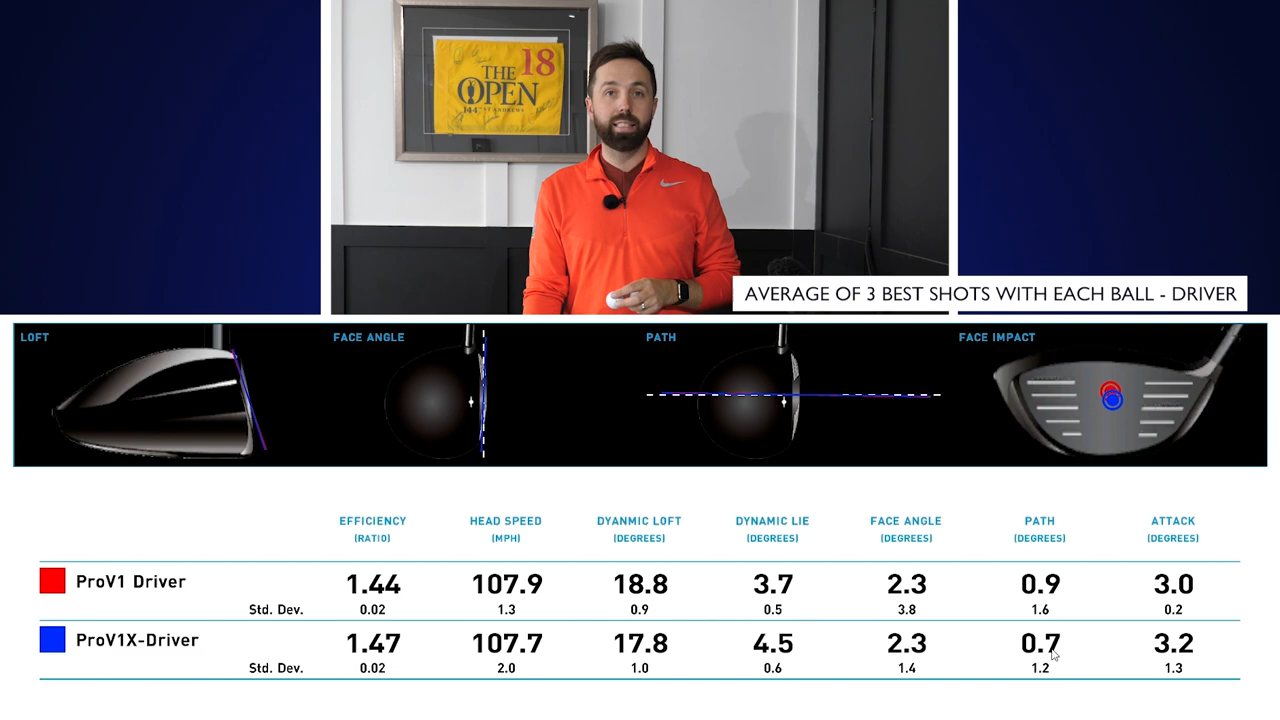 18
THE
OPEN
144TH ST ANDREWS
AVERAGE OF 3 BEST SHOTS WITH EACH BALL - DRIVER
LOFT
FACE ANGLE
PATH
FACE IMPACT
EFFICIENCY HEAD SPEED DYANMIC LOFT DYNAMIC LIE FACE ANGLE PATH ATTACK
(RATIO) (MPH) (DEGREES) (DEGREES) (DEGREES) (DEGREES) (DEGREES)
ProV1 Driver 1.44 107.9 18.8 3.7 2.3 0.9 3.0
Std. Dev. 0.02 1.3 0.9 0.5 3.8 1.6 0.2
ProV1X-Driver 1.47 107.7 17.8 4.5 2.3 0.7 3.2
Std. Dev. 0.02 2.0 1.0 0.6 1.4 1.2 1.3